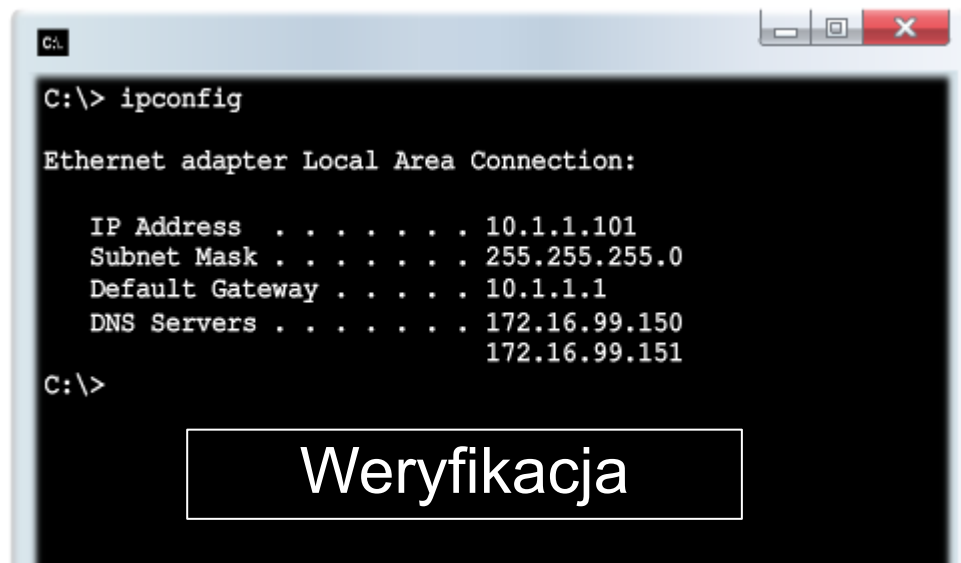 C:\.
C:\> ipconfig
Ethernet adapter Local Area Connection:
IP Address . . . . . . . 10.1.1.101
Subnet Mask . . . . . . . 255.255.255.0
Default Gateway . . . . . 10.1.1.1
DNS Servers . . . . . . . 172.16.99.150
172.16.99.151
C:\>
Weryfikacja